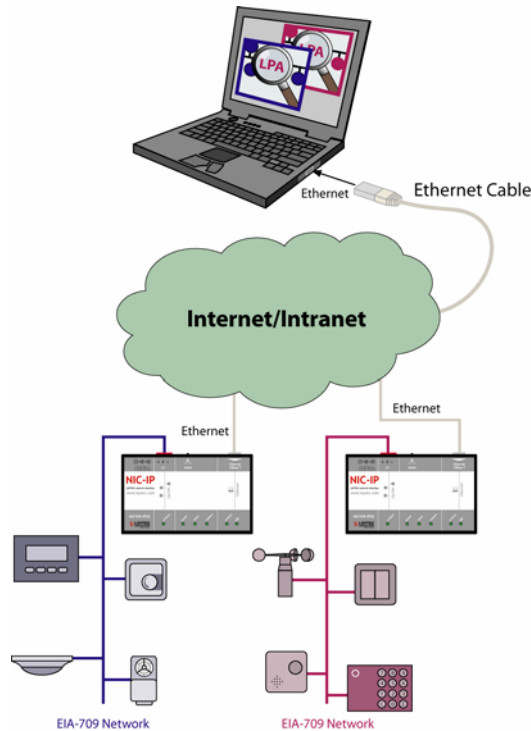 LPA
LPA
Ethernet
Ethernet Cable
Internet/Intranet
Ethernet
Ethernet
NIC-IP
NIC-IP
EIA-709 Network
EIA-709 Network